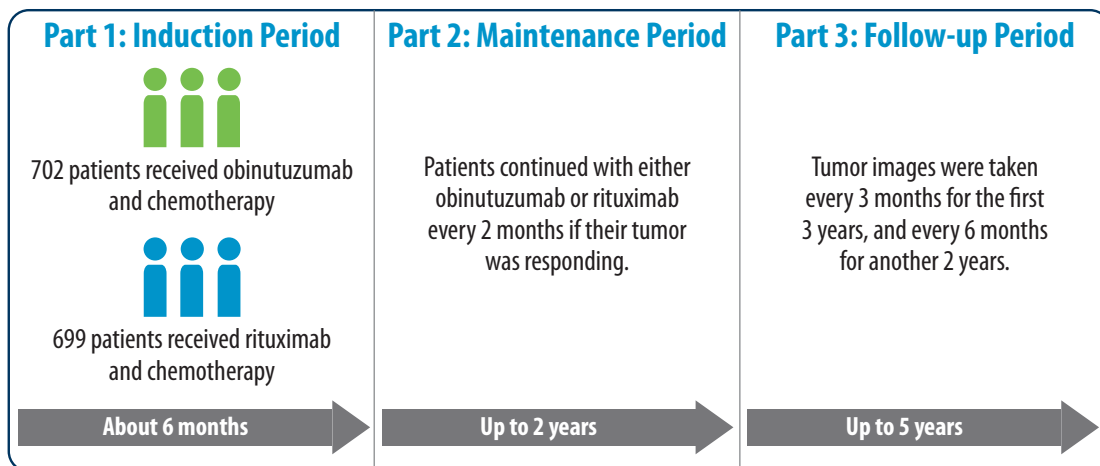 Part 1: Induction Period
702 patients received obinutuzumab
and chemotherapy
699 patients received rituximab
and chemotherapy
About 6 months
Part 2: Maintenance Period
Patients continued with either
obinutuzumab or rituximab
every 2 months if their tumor
was responding.
Up to 2 years
Part 3: Follow-up Period
Tumor images were taken
every 3 months for the first
3 years, and every 6 months
for another 2 years.
Up to 5 years